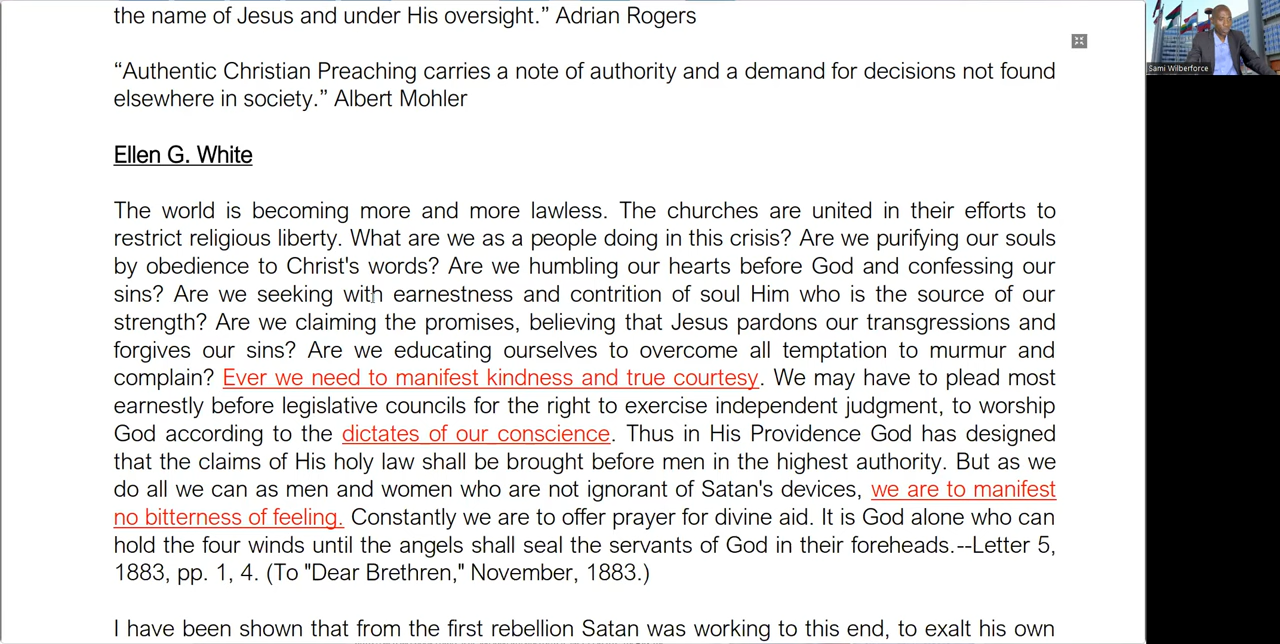 the name of Jesus and under His oversight.” Adrian Rogers
“Authentic Christian Preaching carries a note of authority and a demand for decisions not found
elsewhere in society.” Albert Mohler
Ellen G. White
The world is becoming more and more lawless. The churches are united in their efforts to
restrict religious liberty. What are we as a people doing in this crisis? Are we purifying our souls
by obedience to Christ's words? Are we humbling our hearts before God and confessing our
sins? Are we seeking with earnestness and contrition of soul Him who is the source of our
strength? Are we claiming the promises, believing that Jesus pardons our transgressions and
forgives our sins? Are we educating ourselves to overcome all temptation to murmur and
complain? Ever we need to manifest kindness and true courtesy. We may have to plead most
earnestly before legislative councils for the right to exercise independent judgment, to worship
God according to the dictates of our conscience. Thus in His Providence God has designed
that the claims of His holy law shall be brought before men in the highest authority. But as we
do all we can as men and women who are not ignorant of Satan's devices, we are to manifest
no bitterness of feeling. Constantly we are to offer prayer for divine aid. It is God alone who can
hold the four winds until the angels shall seal the servants of God in their foreheads.--Letter 5,
1883, pp. 1, 4. (To "Dear Brethren," November, 1883.)
I have been shown that from the first rebellion Satan was working to this end, to exalt his own
Sami Wilberforce